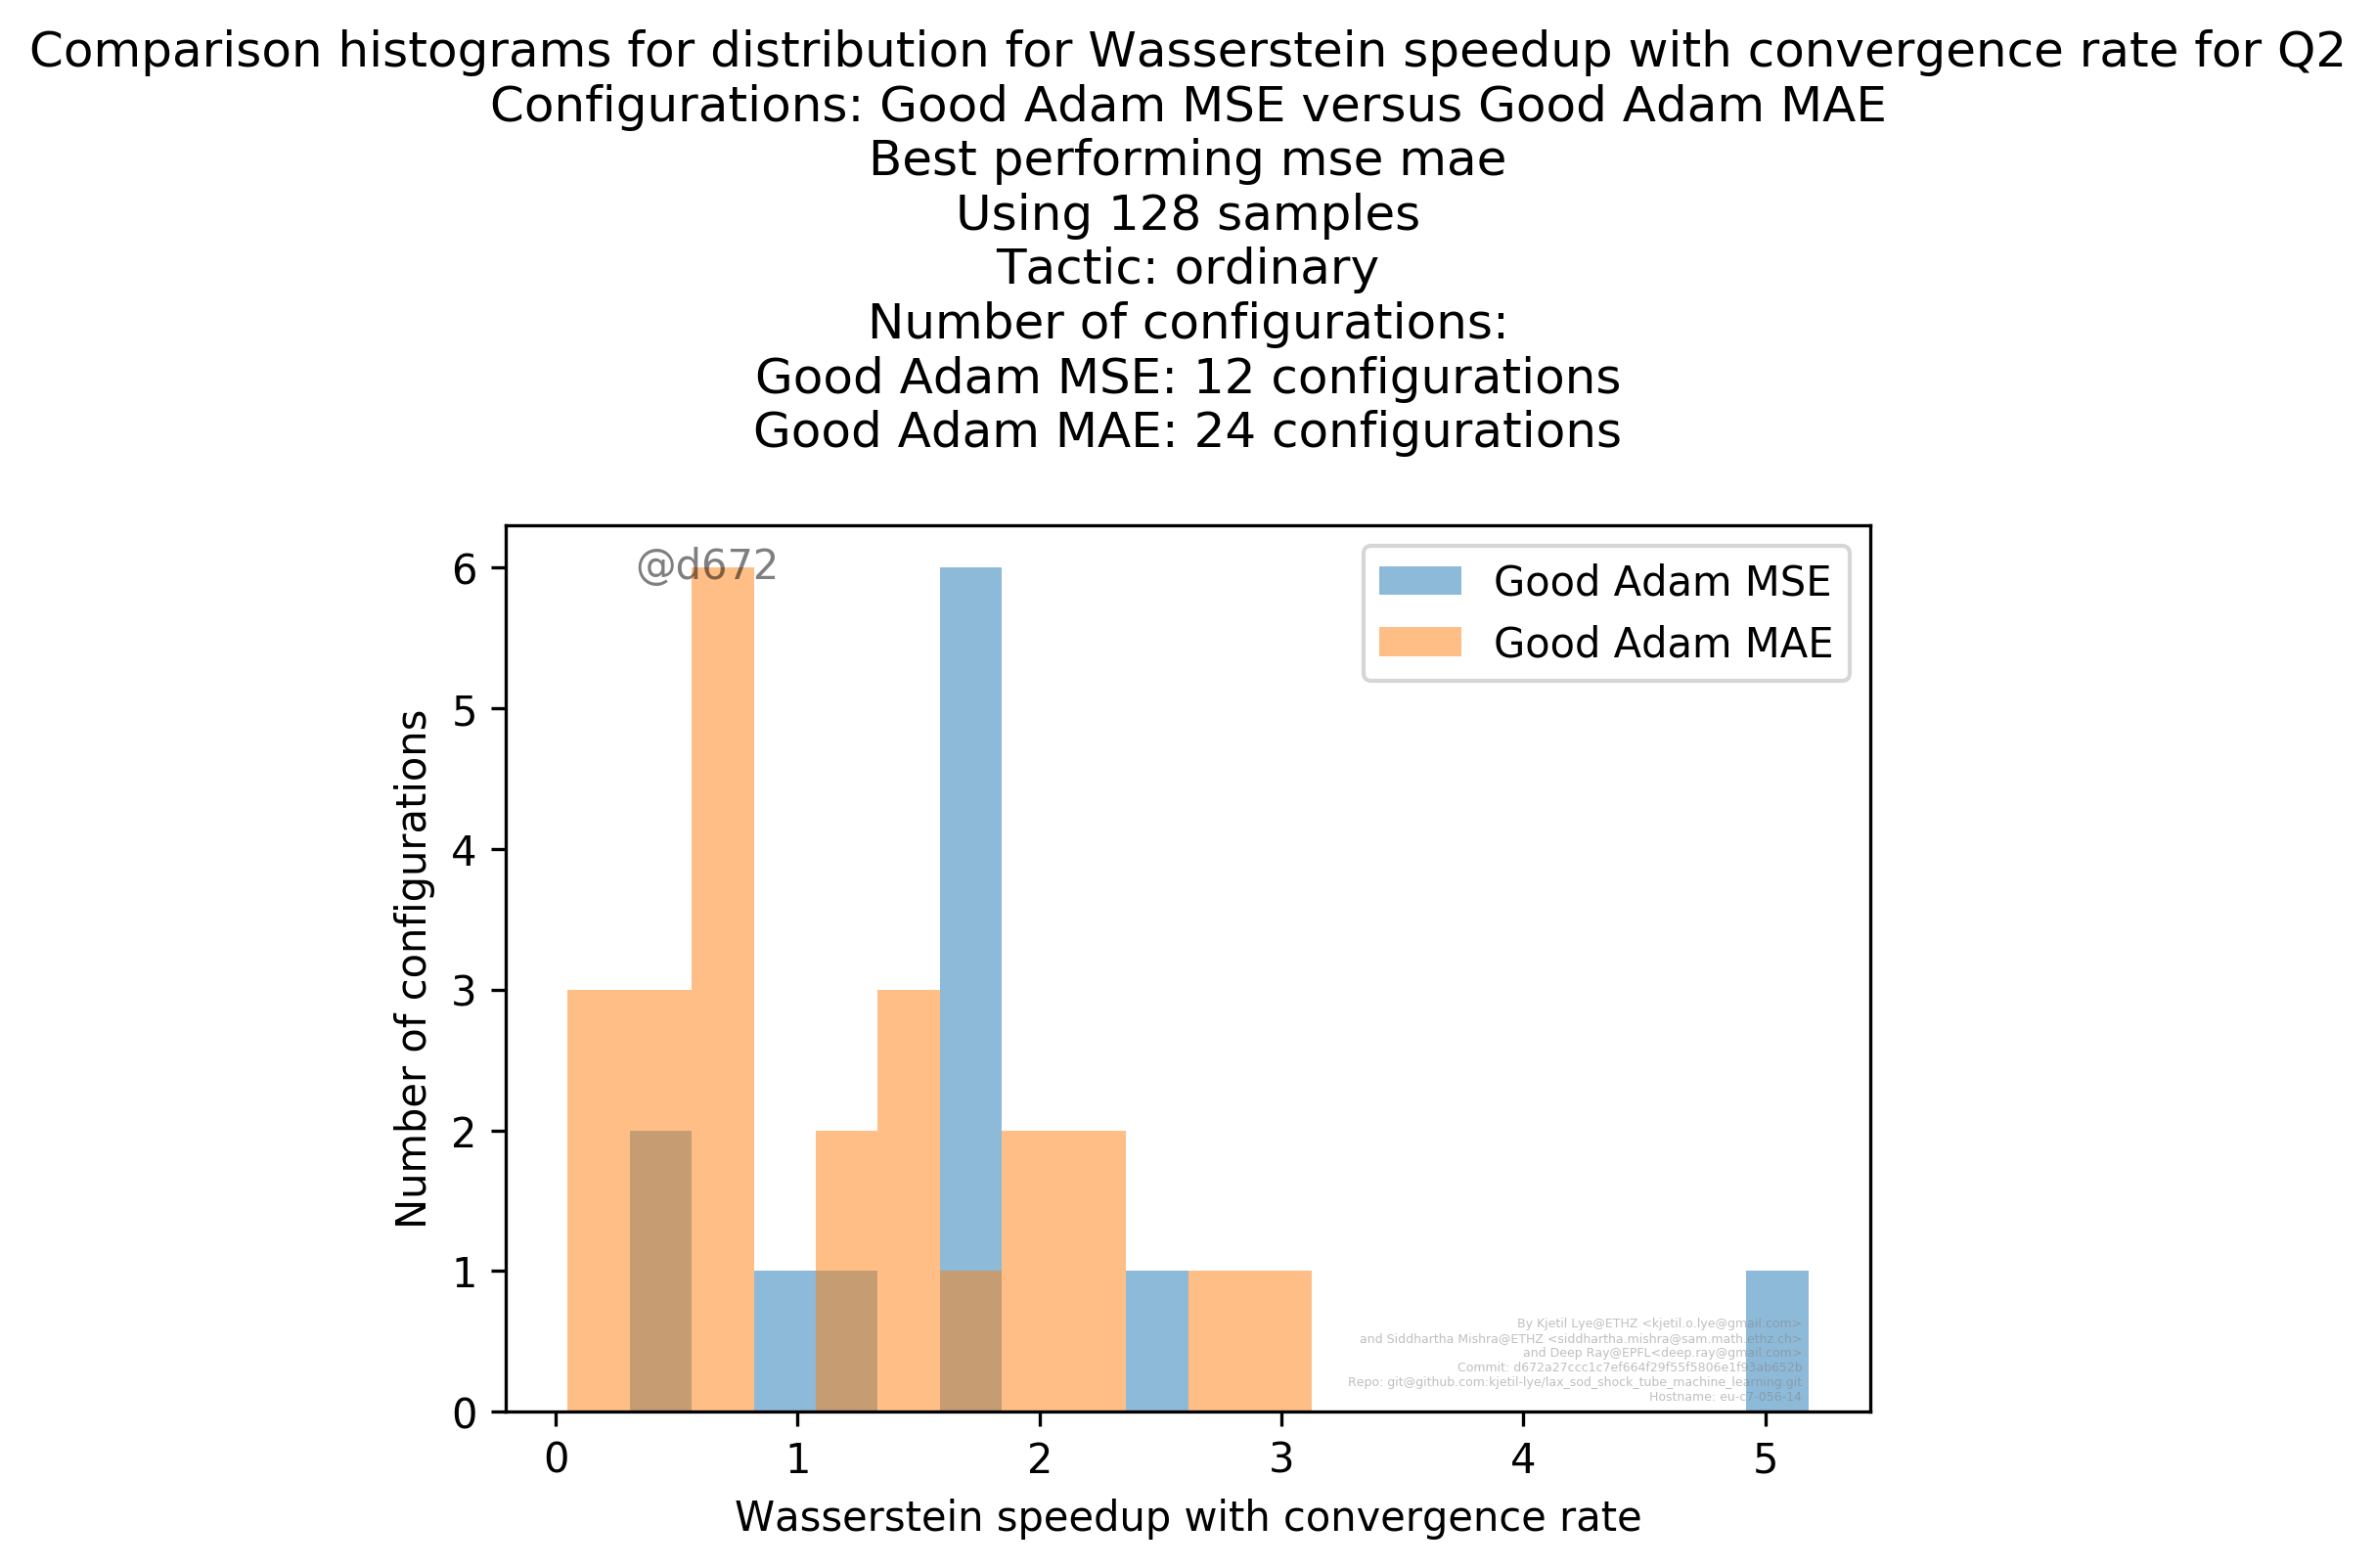 Comparison histograms for distribution for Wasserstein speedup with convergence rate for Q2
Configurations: Good Adam MSE versus Good Adam MAE
Best performing mse mae
Using 128 samples
Tactic: ordinary
Number of configurations:
Good Adam MSE: 12 configurations
Good Adam MAE: 24 configurations
@d672
Good Adam MSE
Good Adam MAE
6
5
4
3
2
1
0
Number of configurations
By Kjetil Lye@ETHZ <kjetil.o.lye@gmail.com>
and Siddhartha Mishra@ETHZ <siddhartha.mishra@sam.math.ethz.ch>
and Deep Ray@EPFL<deep.ray@gmail.com>
Commit: d672a27ccc1c7ef664f29f55f5806e1f93ab652b
Repo: git@github.com:kjetil-lye/lax_sod_shock_tube_machine_learning.git
Hostname: eu-c7-056-14
0 1 2 3 4 5
Wasserstein speedup with convergence rate